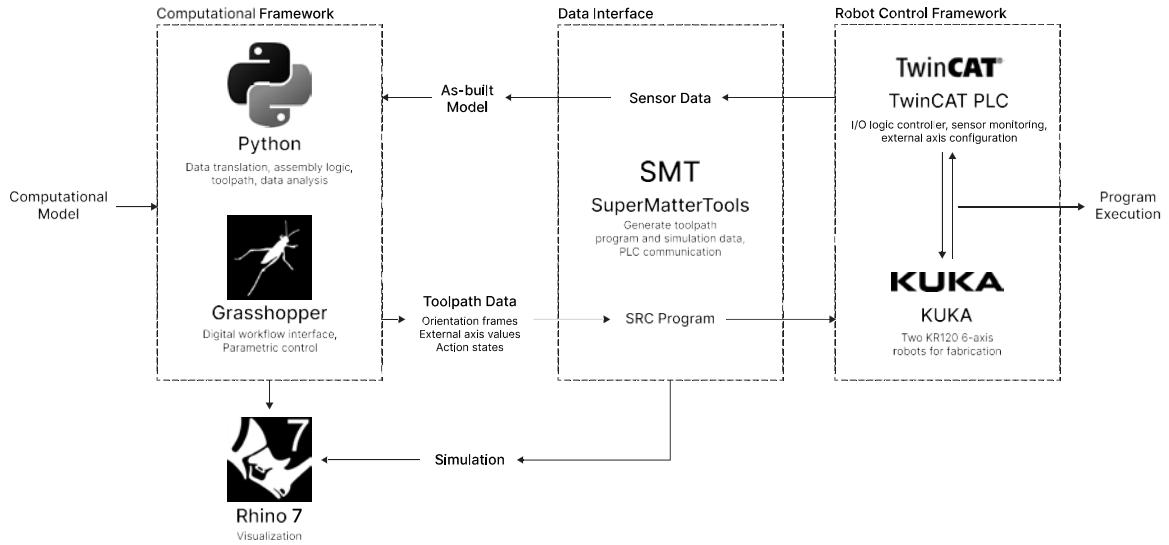 Computational Framework
Data Interface
Robot Control Framework
Python
Data translation, assembly logic,
toolpath, data analysis
Computational
Model
Grasshopper
Digital workflow interface,
Parametric control
As-built
Model
Sensor Data
SMT
SuperMatterTools
Generate toolpath
program and simulation data,
PLC communication
Toolpath Data
Orientation frames
External axis values
Action states
SRC Program
TwinCAT®
TwinCAT PLC
I/O logic controller, sensor monitoring,
external axis configuration
Program
Execution
KUKA
KUKA
Two KR120 6-axis
robots for fabrication
7
Rhino 7
Visualization
Simulation